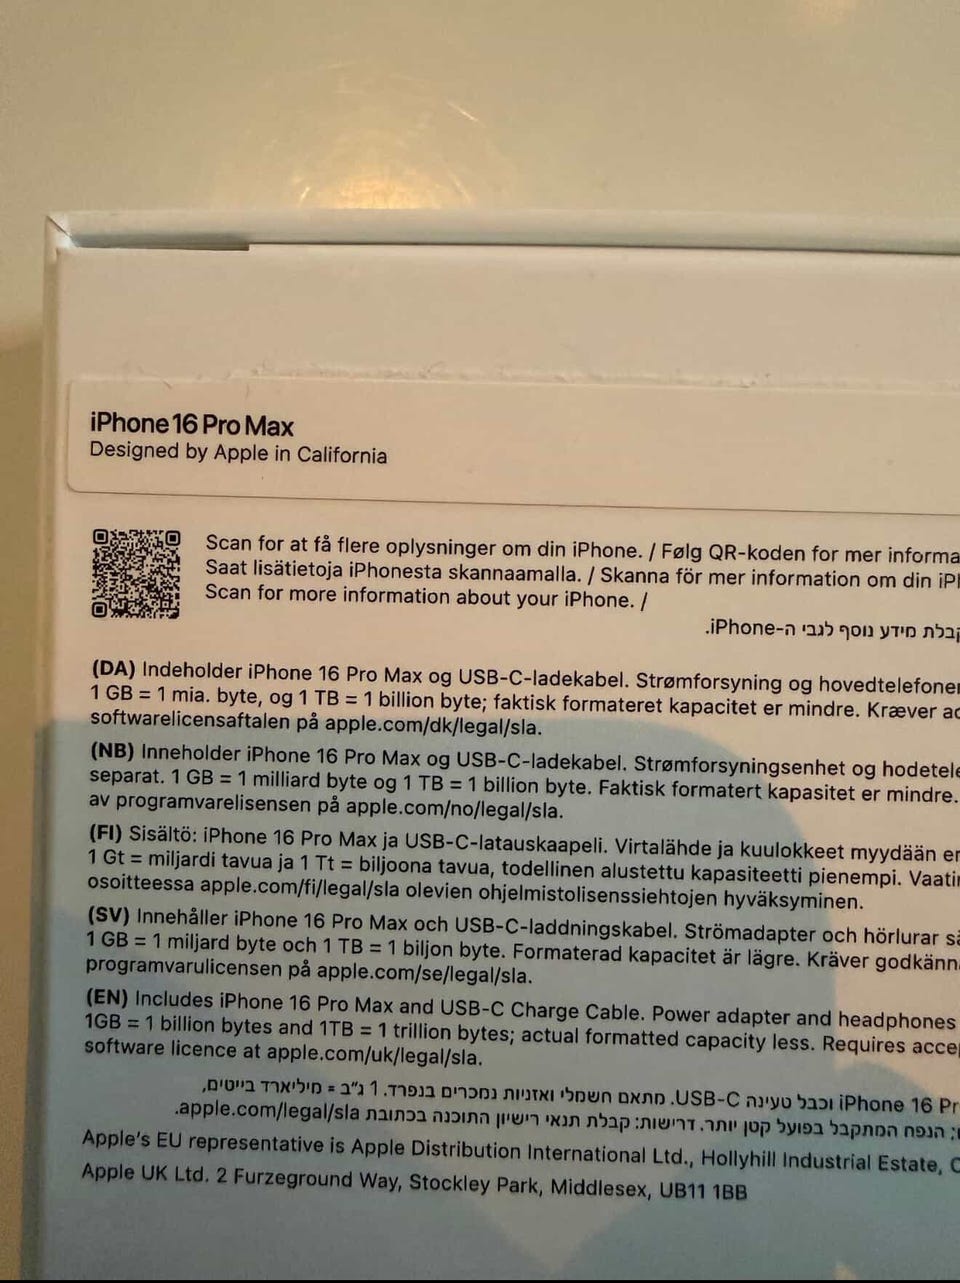 iPhone 16 Pro Max
Designed by Apple in California
Scan for at få flere oplysninger om din iPhone. / Følg QR-koden for mer informa
Saat lisätietoja iPhonesta skannaamalla. / Skanna för mer information om din iPh
Scan for more information about your iPhone. /
קבלת מידע נוסף לגבי ה-iPhone.
(DA) Indeholder iPhone 16 Pro Max og USB-C-ladekabel. Strømforsyning og hovedtelefoner
1 GB = 1 mia. byte, og 1 TB = 1 billion byte; faktisk formateret kapacitet er mindre. Kræver ac
softwarelicensaftalen på apple.com/dk/legal/sla.
(NB) Inneholder iPhone 16 Pro Max og USB-C-ladekabel. Strømforsyningsenhet og hodetele
separat. 1 GB = 1 milliard byte og 1 TB = 1 billion byte. Faktisk formatert kapasitet er mindre.
av programvarelisensen på apple.com/no/legal/sla.
(FI) Sisältö: iPhone 16 Pro Max ja USB-C-latauskaapeli. Virtalähde ja kuulokkeet myydään er
1 Gt = miljardi tavua ja 1 Tt = biljoona tavua, todellinen alustettu kapasiteetti pienempi. Vaatii
osoitteessa apple.com/fi/legal/sla olevien ohjelmistolisenssiehtojen hyväksyminen.
(SV) Innehåller iPhone 16 Pro Max och USB-C-laddningskabel. Strömadapter och hörlurar sä
1 GB = 1 miljard byte och 1 TB = 1 biljon byte. Formaterad kapacitet är lägre. Kräver godkänn
programvarulicensen på apple.com/se/legal/sla.
(EN) Includes iPhone 16 Pro Max and USB-C Charge Cable. Power adapter and headphones
1GB = 1 billion bytes and 1TB = 1 trillion bytes; actual formatted capacity less. Requires acce
software licence at apple.com/uk/legal/sla.
iPhone 16 Pr וכבל טעינה USB-C. מתאם חשמלי ואזניות נמכרים בנפרד. 1 ג"ב = מיליארד בייטים,
; הנפח המתקבל בפועל קטן יותר. דרישות: קבלת תנאי רישיון התוכנה בכתובת apple.com/legal/sla.
Apple's EU representative is Apple Distribution International Ltd., Hollyhill Industrial Estate, C
Apple UK Ltd. 2 Furzeground Way, Stockley Park, Middlesex, UB11 1BB